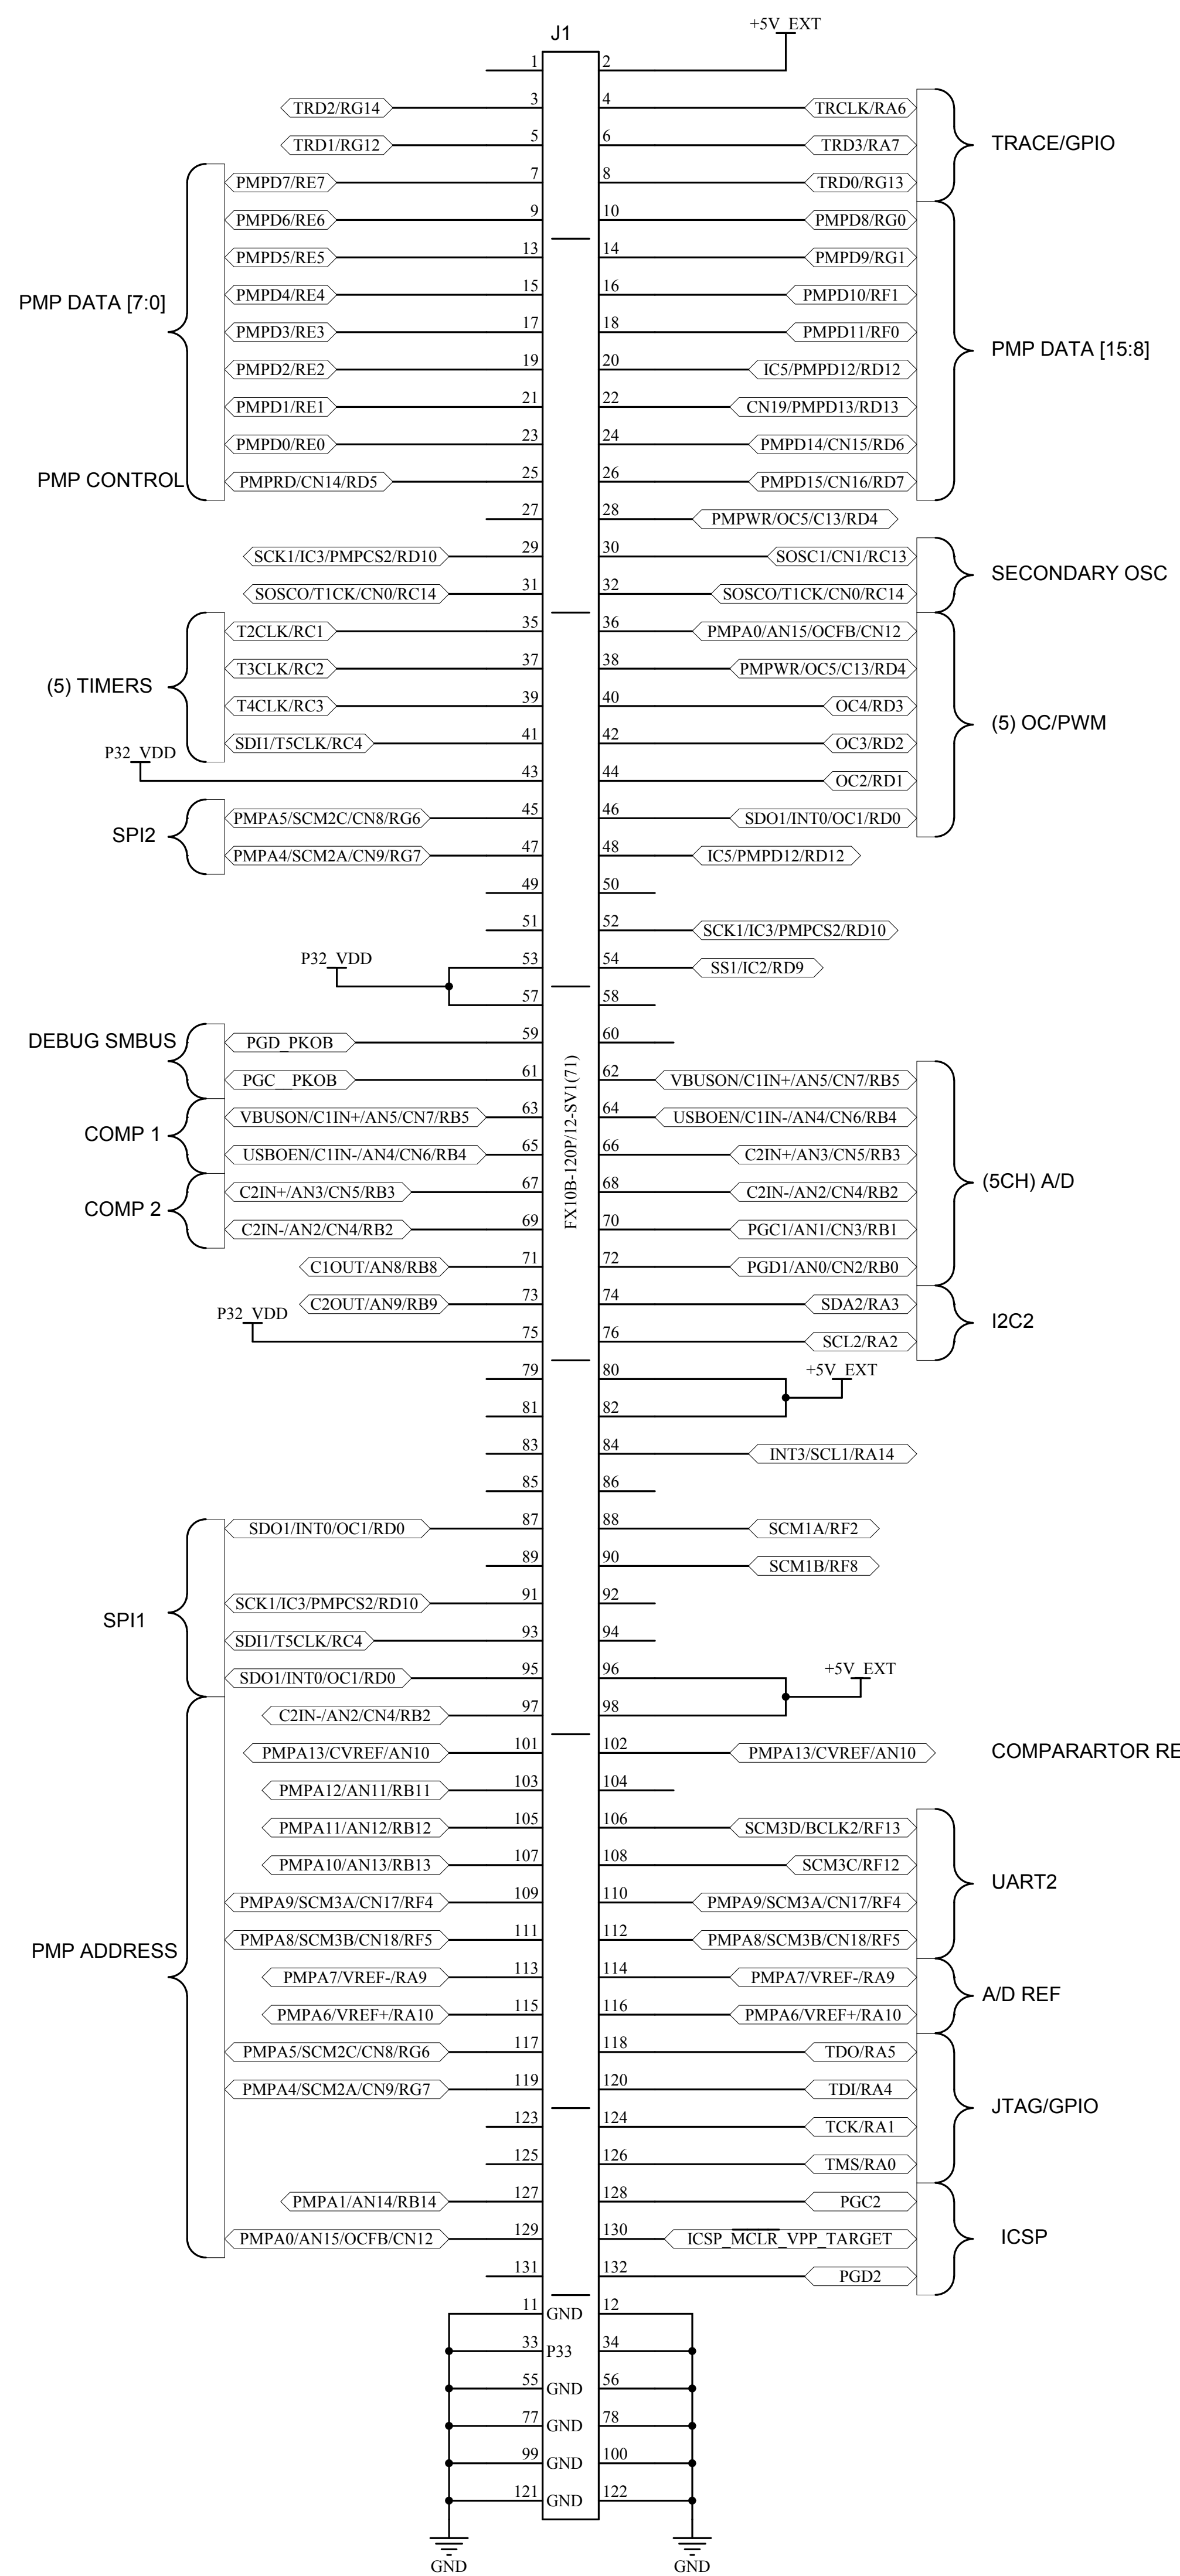 +5V_EXT
J1
1 2
TRD2/RG14 3 4 TRCLK/RA6
TRD1/RG12 5 6 TRD3/RA7 TRACE/GPIO
PMPD7/RE7 7 8 TRD0/RG13
PMPD6/RE6 9 10 PMPD8/RG0
PMPD5/RE5 13 14 PMPD9/RG1
PMP DATA [7:0] PMPD4/RE4 15 16 PMPD10/RF1
PMPD3/RE3 17 18 PMPD11/RF0 PMP DATA [15:8]
PMPD2/RE2 19 20 IC5/PMPD12/RD12
PMPD1/RE1 21 22 CN19/PMPD13/RD13
PMPD0/RE0 23 24 PMPD14/CN15/RD6
PMP CONTROL PMPRD/CN14/RD5 25 26 PMPD15/CN16/RD7
27 28 PMPWR/OC5/C13/RD4
SCK1/IC3/PMPCS2/RD10 29 30 SOSC1/CN1/RC13 SECONDARY OSC
SOSCO/T1CK/CN0/RC14 31 32 SOSCO/T1CK/CN0/RC14
T2CLK/RC1 35 36 PMPA0/AN15/OCFB/CN12
T3CLK/RC2 37 38 PMPWR/OC5/C13/RD4
(5) TIMERS T4CLK/RC3 39 40 OC4/RD3 (5) OC/PWM
SDI1/T5CLK/RC4 41 42 OC3/RD2
P32_VDD 43 44 OC2/RD1
SPI2 PMPA5/SCM2C/CN8/RG6 45 46 SDO1/INT0/OC1/RD0
PMPA4/SCM2A/CN9/RG7 47 48 IC5/PMPD12/RD12
49 50
51 52 SCK1/IC3/PMPCS2/RD10
P32_VDD 53 54 SS1/IC2/RD9
57 58
DEBUG SMBUS PGD_PKOB 59 60
PGC__PKOB 61 62 VBUSON/C1IN+/AN5/CN7/RB5
FX10B-120P/12-SV1(71)
COMP 1 VBUSON/C1IN+/AN5/CN7/RB5 63 64 USBOEN/C1IN-/AN4/CN6/RB4
USBOEN/C1IN-/AN4/CN6/RB4 65 66 C2IN+/AN3/CN5/RB3
COMP 2 C2IN+/AN3/CN5/RB3 67 68 C2IN-/AN2/CN4/RB2 (5CH) A/D
C2IN-/AN2/CN4/RB2 69 70 PGC1/AN1/CN3/RB1
C1OUT/AN8/RB8 71 72 PGD1/AN0/CN2/RB0
C2OUT/AN9/RB9 73 74 SDA2/RA3 I2C2
P32_VDD 75 76 SCL2/RA2
79 80 +5V_EXT
81 82
83 84 INT3/SCL1/RA14
85 86
SDO1/INT0/OC1/RD0 87 88 SCM1A/RF2
89 90 SCM1B/RF8
SPI1 SCK1/IC3/PMPCS2/RD10 91 92
SDI1/T5CLK/RC4 93 94
SDO1/INT0/OC1/RD0 95 96 +5V_EXT
C2IN-/AN2/CN4/RB2 97 98
PMPA13/CVREF/AN10 101 102 PMPA13/CVREF/AN10 COMPARARTOR RE
PMPA12/AN11/RB11 103 104
PMPA11/AN12/RB12 105 106 SCM3D/BCLK2/RF13
PMPA10/AN13/RB13 107 108 SCM3C/RF12 UART2
PMPA9/SCM3A/CN17/RF4 109 110 PMPA9/SCM3A/CN17/RF4
PMP ADDRESS PMPA8/SCM3B/CN18/RF5 111 112 PMPA8/SCM3B/CN18/RF5
PMPA7/VREF-/RA9 113 114 PMPA7/VREF-/RA9 A/D REF
PMPA6/VREF+/RA10 115 116 PMPA6/VREF+/RA10
PMPA5/SCM2C/CN8/RG6 117 118 TDO/RA5
PMPA4/SCM2A/CN9/RG7 119 120 TDI/RA4 JTAG/GPIO
123 124 TCK/RA1
125 126 TMS/RA0
PMPA1/AN14/RB14 127 128 PGC2
PMPA0/AN15/OCFB/CN12 129 130 ICSP_MCLR_VPP_TARGET ICSP
131 132 PGD2
11 GND 12
33 P33 34
55 GND 56
77 GND 78
99 GND 100
121 GND 122
GND GND